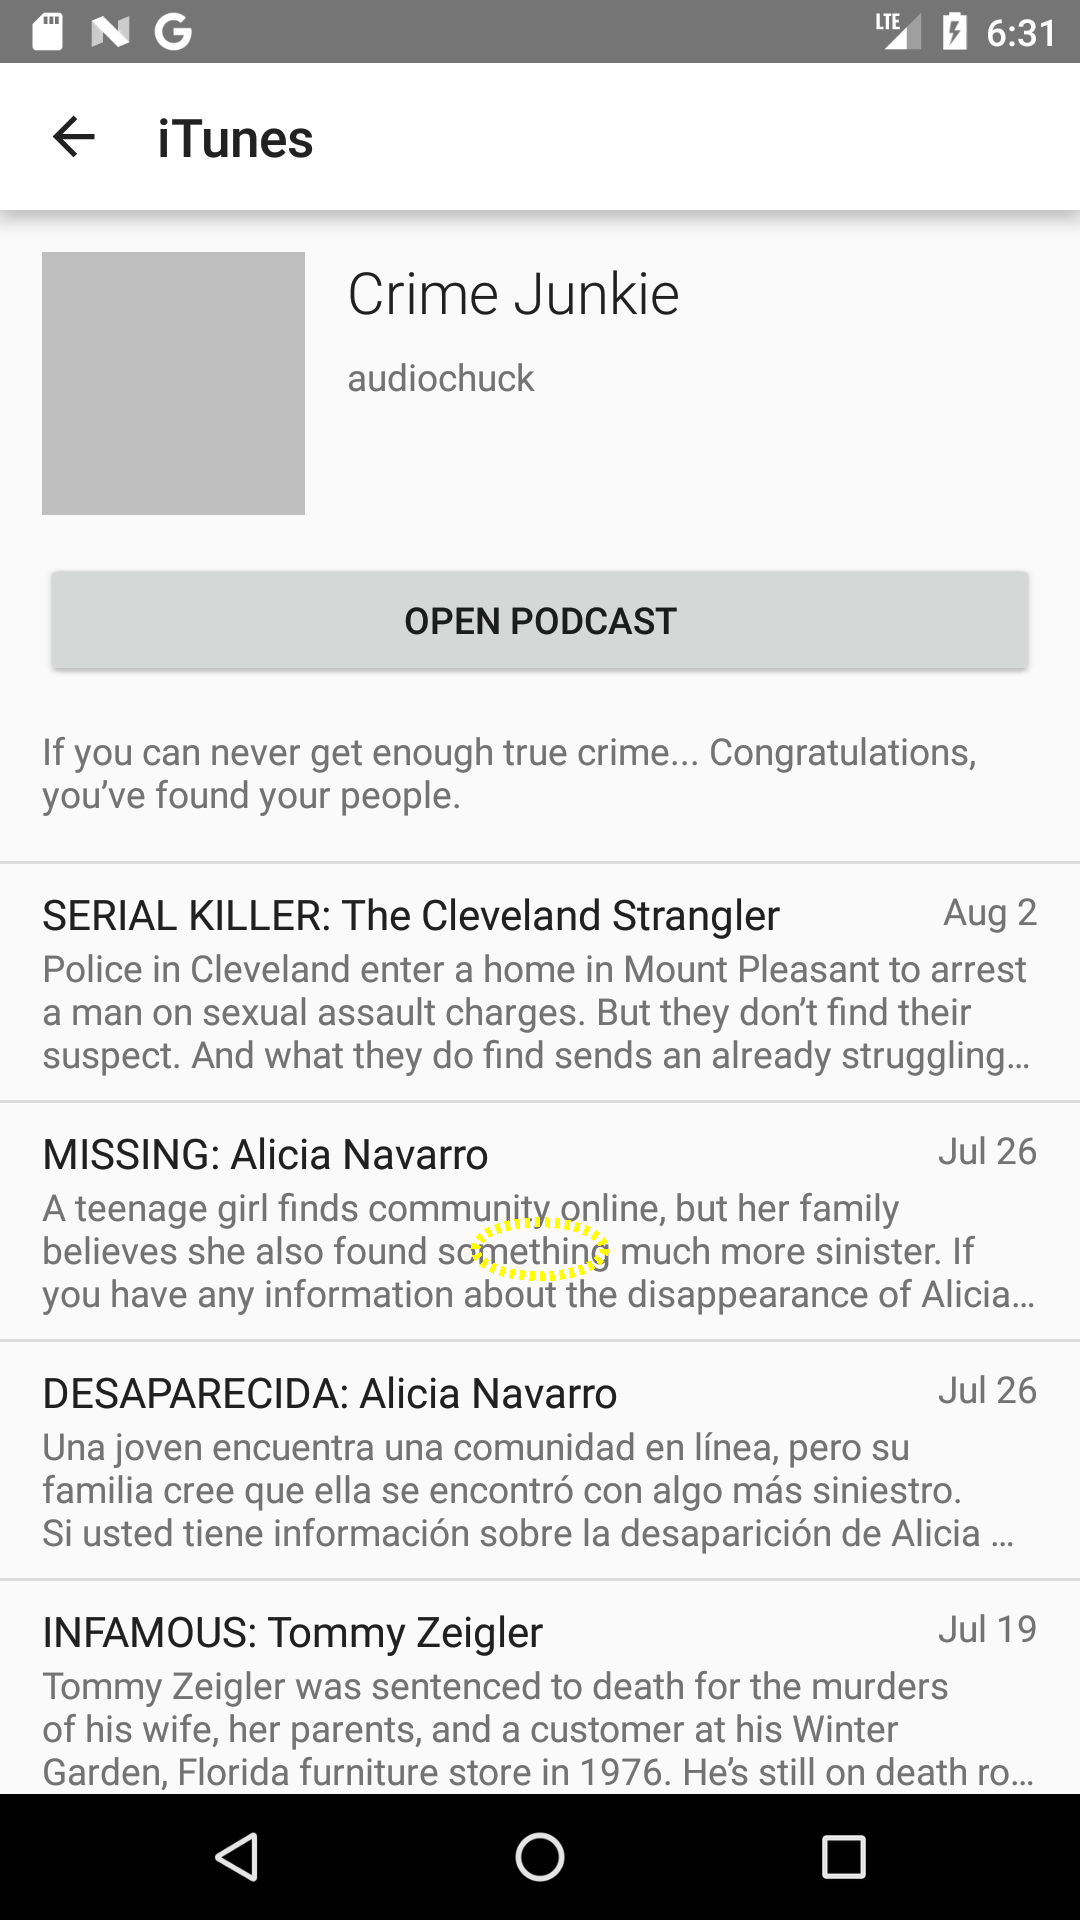 LTE 6:31
iTunes
Crime Junkie
audiochuck
OPEN PODCAST
If you can never get enough true crime... Congratulations,
you’ve found your people.
SERIAL KILLER: The Cleveland Strangler Aug 2
Police in Cleveland enter a home in Mount Pleasant to arrest
a man on sexual assault charges. But they don’t find their
suspect. And what they do find sends an already struggling…
MISSING: Alicia Navarro Jul 26
A teenage girl finds community online, but her family
believes she also found something much more sinister. If
you have any information about the disappearance of Alicia…
DESAPARECIDA: Alicia Navarro Jul 26
Una joven encuentra una comunidad en línea, pero su
familia cree que ella se encontró con algo más siniestro.
Si usted tiene información sobre la desaparición de Alicia …
INFAMOUS: Tommy Zeigler Jul 19
Tommy Zeigler was sentenced to death for the murders
of his wife, her parents, and a customer at his Winter
Garden, Florida furniture store in 1976. He’s still on death ro…